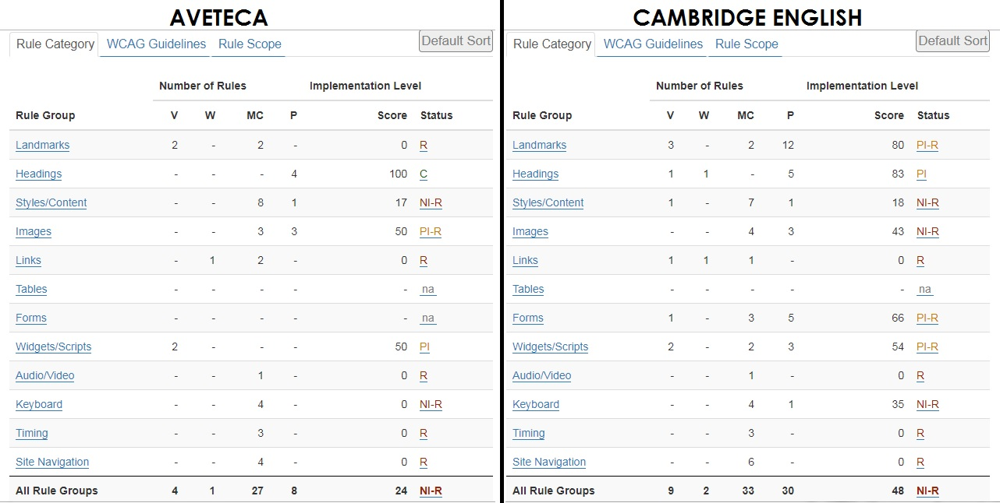 AVETECA
Rule Category WCAG Guidelines Rule Scope Default Sort
Number of Rules Implementation Level
Rule Group V W MC P Score Status
Landmarks 2 - 2 - 0 R
Headings - - - 4 100 C
Styles/Content - - 8 1 17 NI-R
Images - - 3 3 50 PI-R
Links - 1 2 - 0 R
Tables - - - - - na
Forms - - - - - na
Widgets/Scripts 2 - - - 50 PI
Audio/Video - - 1 - 0 R
Keyboard - - 4 - 0 NI-R
Timing - - 3 - 0 R
Site Navigation - - 4 - 0 R
All Rule Groups 4 1 27 8 24 NI-R
CAMBRIDGE ENGLISH
Rule Category WCAG Guidelines Rule Scope Default Sort
Number of Rules Implementation Level
Rule Group V W MC P Score Status
Landmarks 3 - 2 12 80 PI-R
Headings 1 1 - 5 83 PI
Styles/Content 1 - 7 1 18 NI-R
Images - - 4 3 43 NI-R
Links 1 1 1 - 0 R
Tables - - - - - na
Forms 1 - 3 5 66 PI-R
Widgets/Scripts 2 - 2 3 54 PI-R
Audio/Video - - 1 - 0 R
Keyboard - - 4 1 35 NI-R
Timing - - 3 - 0 R
Site Navigation - - 6 - 0 R
All Rule Groups 9 2 33 30 48 NI-R